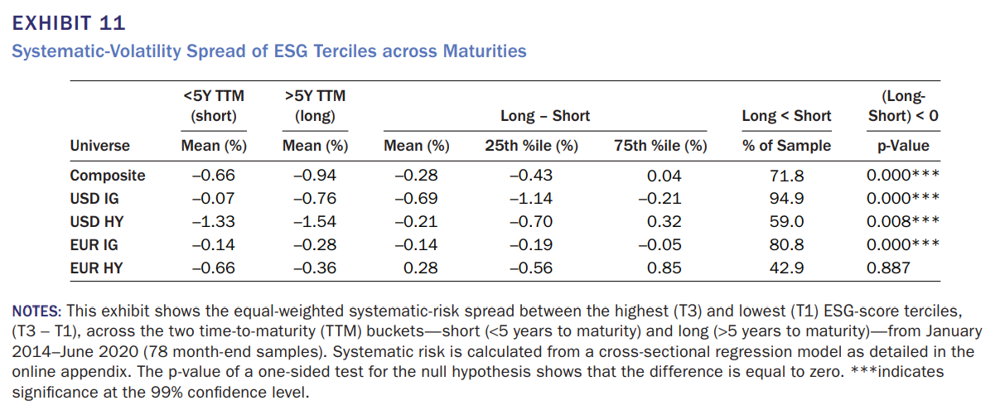 EXHIBIT 11
Systematic-Volatility Spread of ESG Terciles across Maturities
<5Y TTM (short) >5Y TTM (long) Long – Short Long < Short (Long-Short) < 0
Universe Mean (%) Mean (%) Mean (%) 25th %ile (%) 75th %ile (%) % of Sample p-Value
Composite –0.66 –0.94 –0.28 –0.43 0.04 71.8 0.000***
USD IG –0.07 –0.76 –0.69 –1.14 –0.21 94.9 0.000***
USD HY –1.33 –1.54 –0.21 –0.70 0.32 59.0 0.008***
EUR IG –0.14 –0.28 –0.14 –0.19 –0.05 80.8 0.000***
EUR HY –0.66 –0.36 0.28 –0.56 0.85 42.9 0.887
NOTES: This exhibit shows the equal-weighted systematic-risk spread between the highest (T3) and lowest (T1) ESG-score terciles,
(T3 – T1), across the two time-to-maturity (TTM) buckets—short (<5 years to maturity) and long (>5 years to maturity)—from January
2014–June 2020 (78 month-end samples). Systematic risk is calculated from a cross-sectional regression model as detailed in the
online appendix. The p-value of a one-sided test for the null hypothesis shows that the difference is equal to zero. ***indicates
significance at the 99% confidence level.